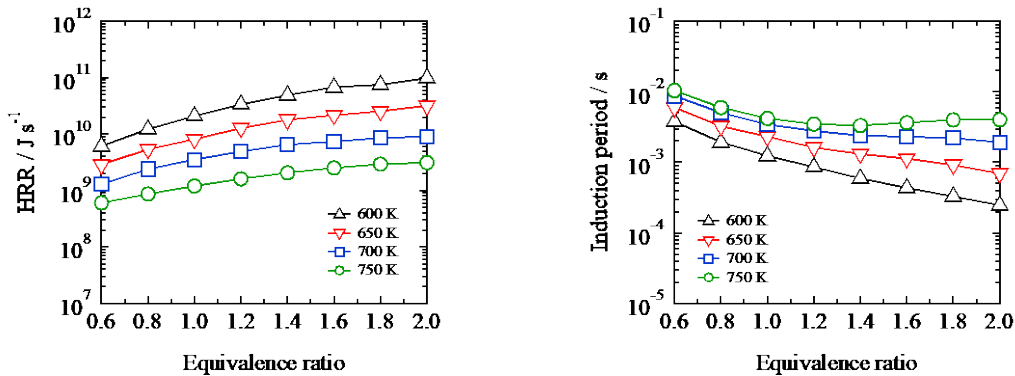 10^12
10^11
10^10
10^9
10^8
10^7
HRR / J s^-1
600 K
650 K
700 K
750 K
0.6 0.8 1.0 1.2 1.4 1.6 1.8 2.0
Equivalence ratio
10^-1
10^-2
10^-3
10^-4
10^-5
Induction period / s
600 K
650 K
700 K
750 K
0.6 0.8 1.0 1.2 1.4 1.6 1.8 2.0
Equivalence ratio